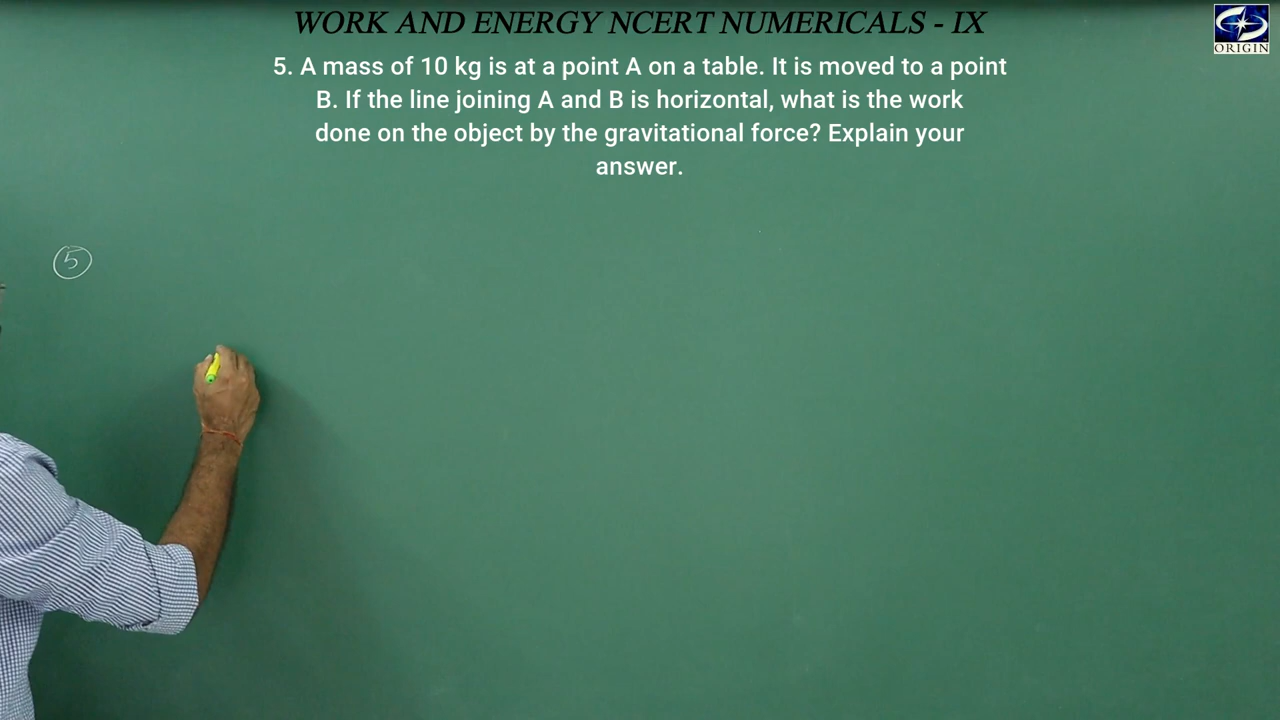 WORK AND ENERGY NCERT NUMERICALS - IX
ORIGIN
5. A mass of 10 kg is at a point A on a table. It is moved to a point
B. If the line joining A and B is horizontal, what is the work
done on the object by the gravitational force? Explain your
answer.
5